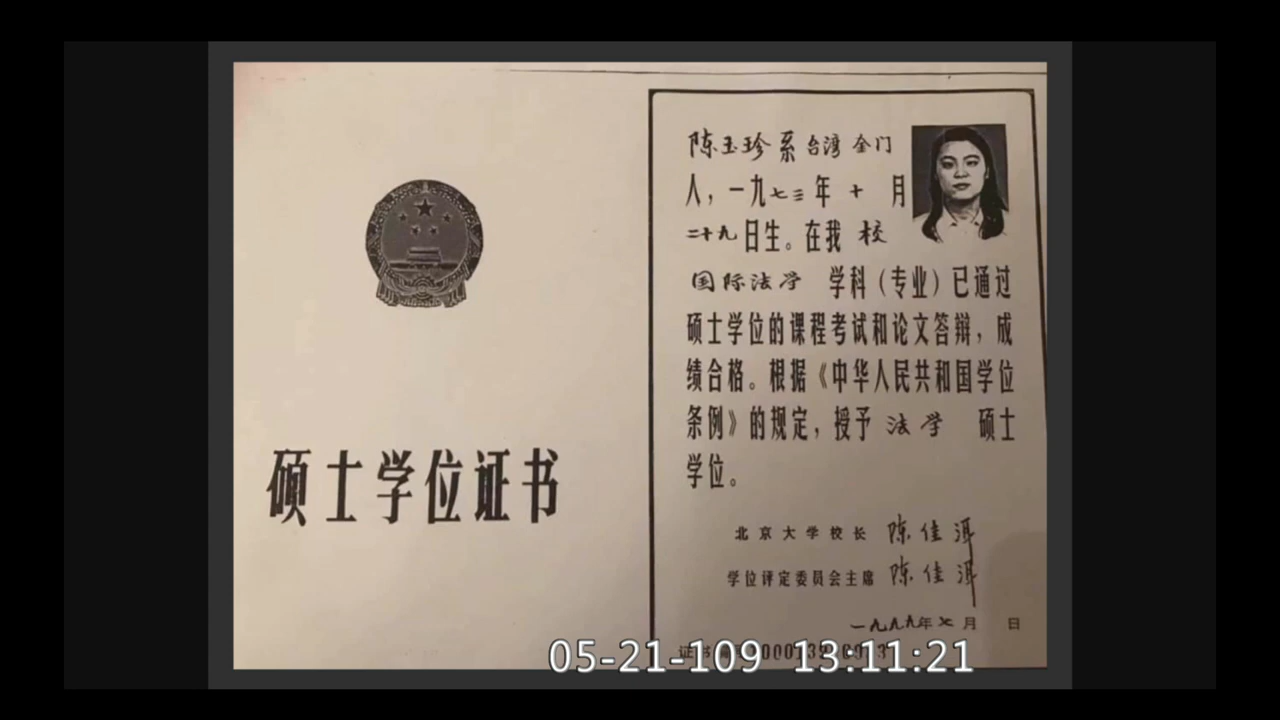 硕士学位证书
陈玉珍系台湾金门
人，一九七三年十月
二十九日生。在我校
国际法学 学科（专业）已通过
硕士学位的课程考试和论文答辩，成
绩合格。根据《中华人民共和国学位
条例》的规定，授予 法学 硕士
学位。
北京大学校长 陈佳洱
学位评定委员会主席 陈佳洱
一九九九年七月 日
05-21-109 13:11:21